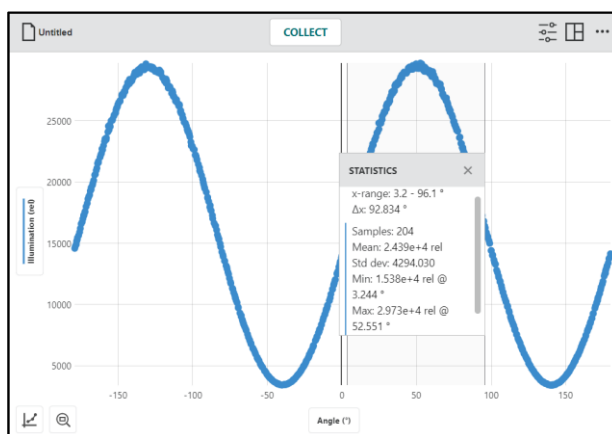 Untitled
COLLECT
•••
Illumination (rel)
25000
20000
15000
10000
5000
STATISTICS ×
x-range: 3.2 - 96.1 °
Δx: 92.834 °
Samples: 204
Mean: 2.439e+4 rel
Std dev: 4294.030
Min: 1.538e+4 rel @
3.244 °
Max: 2.973e+4 rel @
52.551 °
-150 -100 -50 0 50 100 150
Angle (°)